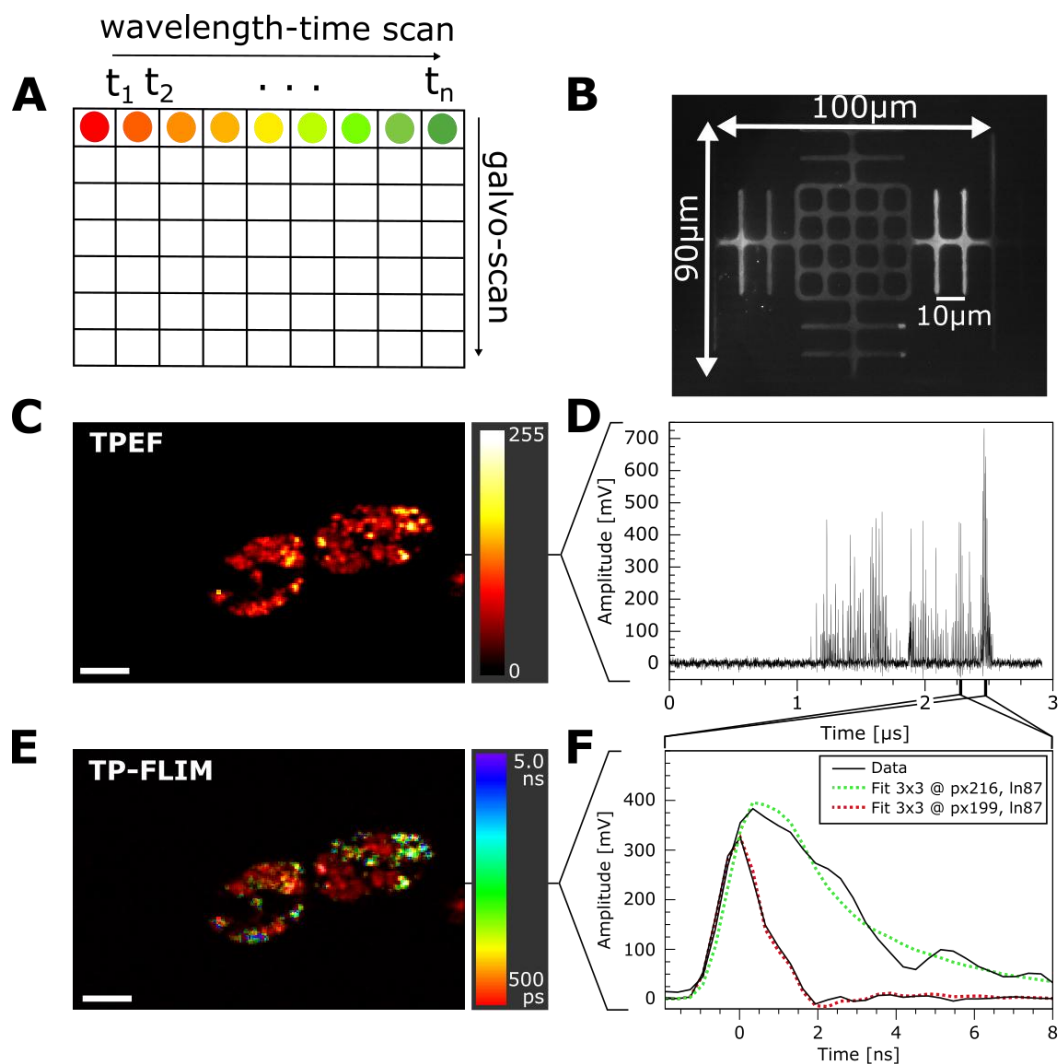 wavelength-time scan
A
t1 t2 . . . tn
galvo-scan
B
100μm
90μm
10μm
C
TPEF
255
0
D
Amplitude [mV]
700
600
500
400
300
200
100
0
0 1 2 3
Time [μs]
E
TP-FLIM
5.0
ns
500
ps
F
Data
Fit 3x3 @ px216, ln87
Fit 3x3 @ px199, ln87
Amplitude [mV]
400
300
200
100
0
0 2 4 6 8
Time [ns]